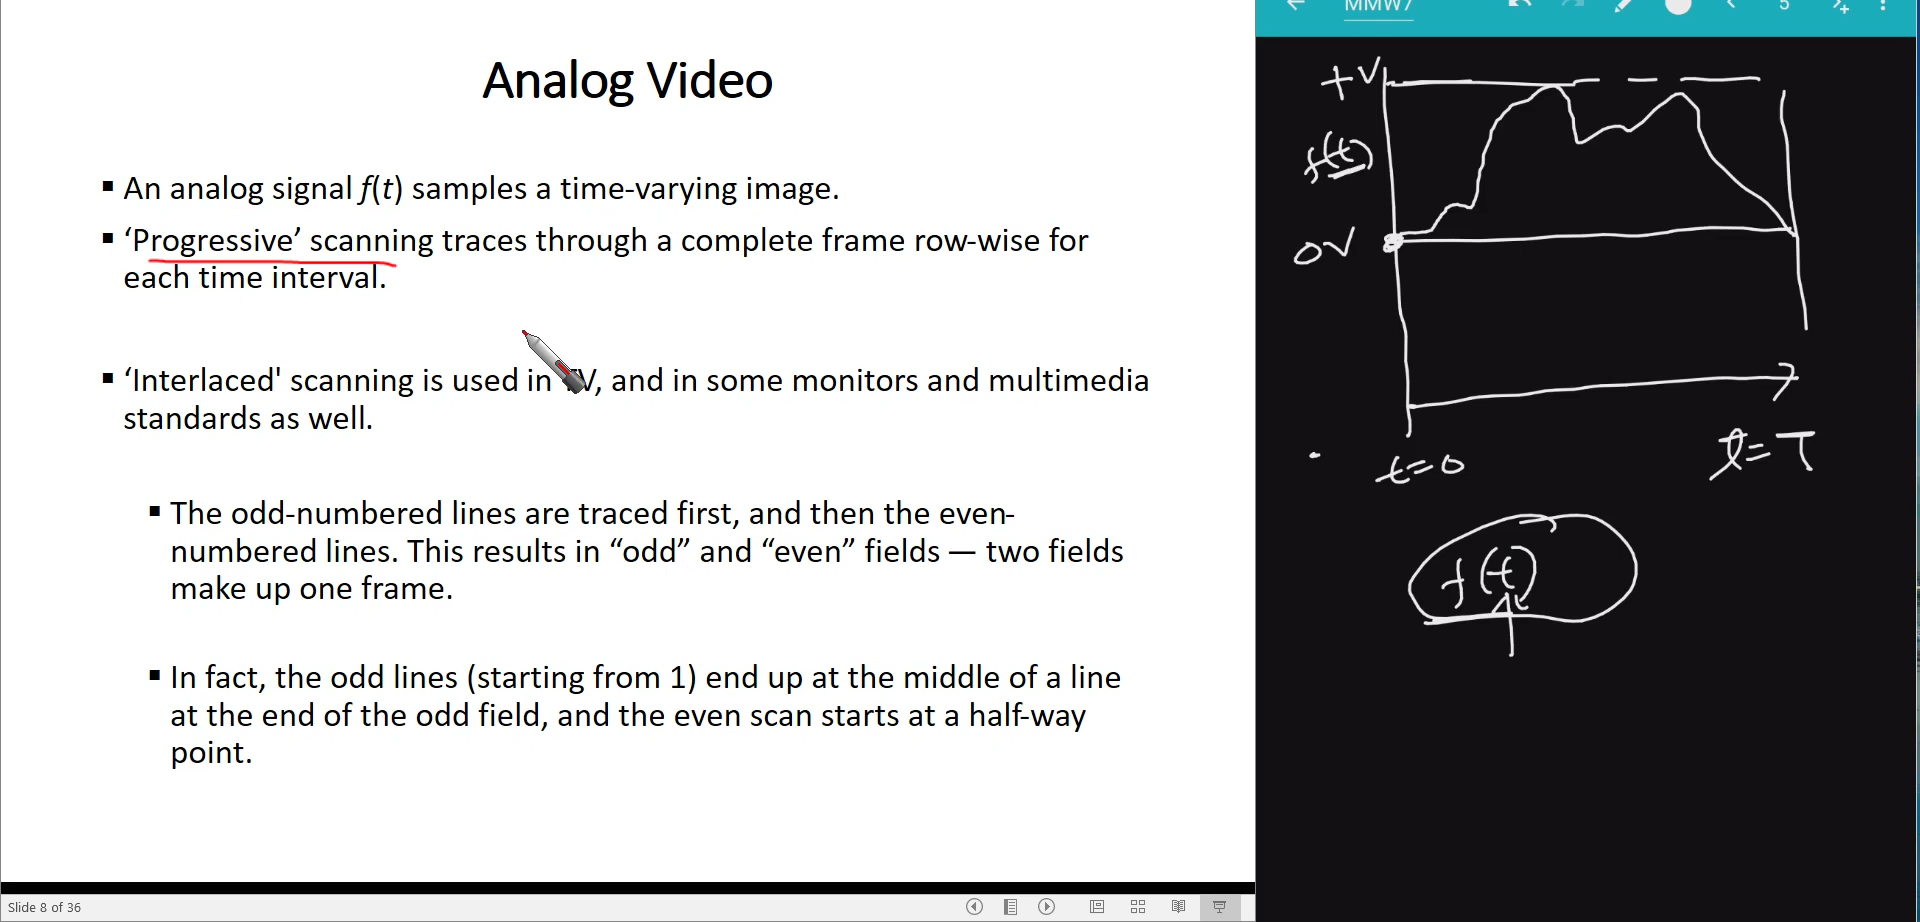 Analog Video
▪ An analog signal f(t) samples a time-varying image.
▪ ‘Progressive’ scanning traces through a complete frame row-wise for
each time interval.
▪ ‘Interlaced' scanning is used in TV, and in some monitors and multimedia
standards as well.
▪ The odd-numbered lines are traced first, and then the even-
numbered lines. This results in “odd” and “even” fields — two fields
make up one frame.
▪ In fact, the odd lines (starting from 1) end up at the middle of a line
at the end of the odd field, and the even scan starts at a half-way
point.
Slide 8 of 36
MMW7
5
+V
f(t)
0V
t=0
t=T
f(t)